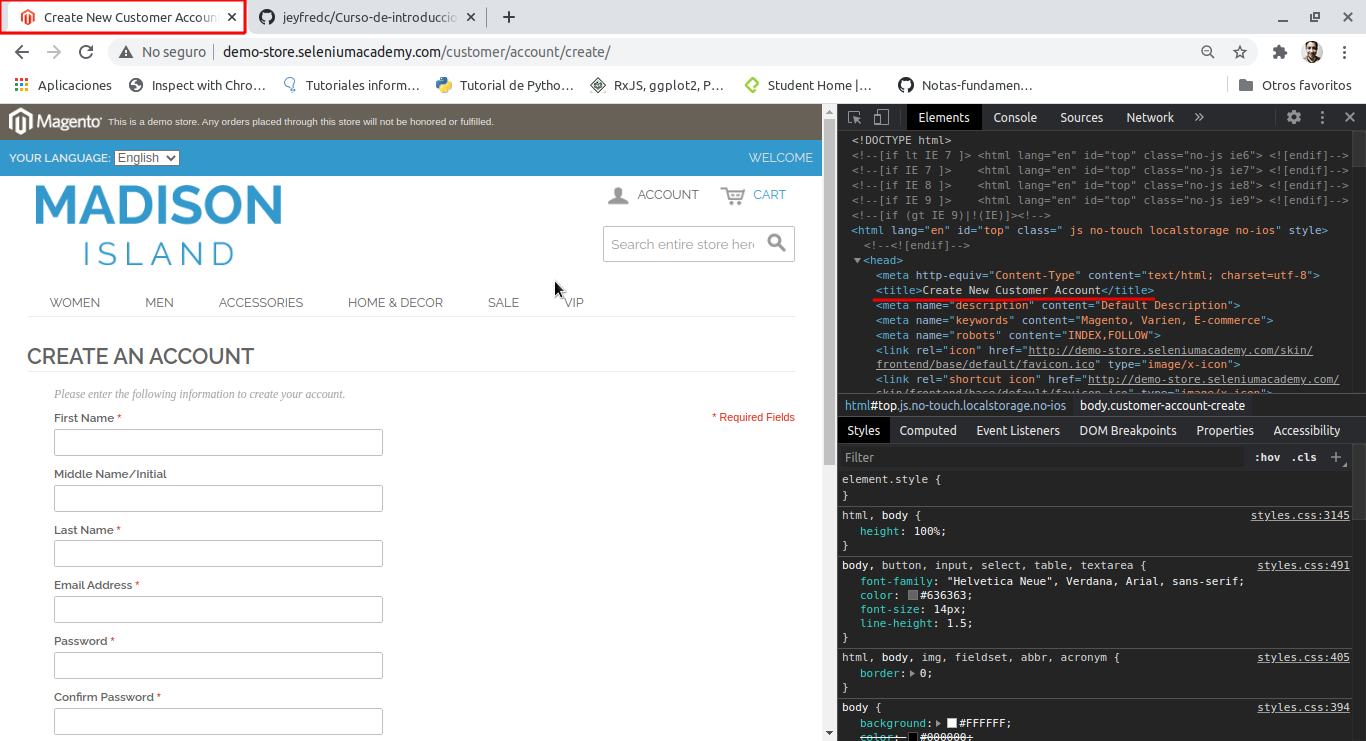 Create New Customer Accoun
jeyfredc/Curso-de-introduccio
No seguro
demo-store.seleniumacademy.com/customer/account/create/
Aplicaciones
Inspect with Chro…
Tutoriales inform…
Tutorial de Pytho…
RxJS, ggplot2, P…
Student Home |…
Notas-fundamen…
Otros favoritos
Magento
This is a demo store. Any orders placed through this store will not be honored or fulfilled.
YOUR LANGUAGE: English
WELCOME
MADISON
ISLAND
ACCOUNT
CART
Search entire store here
WOMEN MEN ACCESSORIES HOME & DECOR SALE VIP
CREATE AN ACCOUNT
Please enter the following information to create your account.
* Required Fields
First Name *
Middle Name/Initial
Last Name *
Email Address *
Password *
Confirm Password *
Elements Console Sources Network »
<!DOCTYPE html>
<!--[if lt IE 7 ]> <html lang="en" id="top" class="no-js ie6"> <![endif]-->
<!--[if IE 7 ]>    <html lang="en" id="top" class="no-js ie7"> <![endif]-->
<!--[if IE 8 ]>    <html lang="en" id="top" class="no-js ie8"> <![endif]-->
<!--[if IE 9 ]>    <html lang="en" id="top" class="no-js ie9"> <![endif]-->
<!--[if (gt IE 9)|!(IE)]><!-->
<html lang="en" id="top" class=" js no-touch localstorage no-ios" style>
<!--<![endif]-->
<head>
<meta http-equiv="Content-Type" content="text/html; charset=utf-8">
<title>Create New Customer Account</title>
<meta name="description" content="Default Description">
<meta name="keywords" content="Magento, Varien, E-commerce">
<meta name="robots" content="INDEX,FOLLOW">
<link rel="icon" href="http://demo-store.seleniumacademy.com/skin/
frontend/base/default/favicon.ico" type="image/x-icon">
<link rel="shortcut icon" href="http://demo-store.seleniumacademy.com/
skin/frontend/base/default/favicon.ico" type="image/x-icon">
html#top.js.no-touch.localstorage.no-ios body.customer-account-create
Styles Computed Event Listeners DOM Breakpoints Properties Accessibility
Filter
:hov .cls +
element.style {
}
html, body { styles.css:3145
height: 100%;
}
body, button, input, select, table, textarea { styles.css:491
font-family: "Helvetica Neue", Verdana, Arial, sans-serif;
color: #636363;
font-size: 14px;
line-height: 1.5;
}
html, body, img, fieldset, abbr, acronym { styles.css:405
border: 0;
}
body { styles.css:394
background: #FFFFFF;
color: #000000;